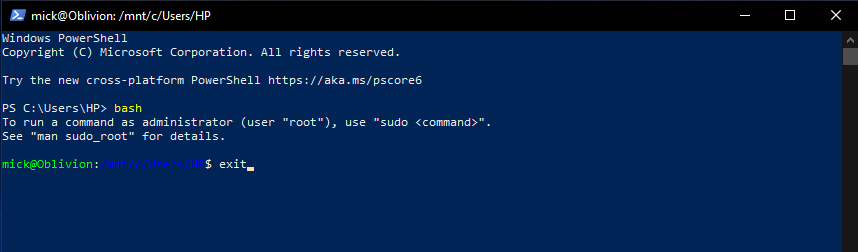 mick@Oblivion: /mnt/c/Users/HP
Windows PowerShell
Copyright (C) Microsoft Corporation. All rights reserved.
Try the new cross-platform PowerShell https://aka.ms/pscore6
PS C:\Users\HP> bash
To run a command as administrator (user "root"), use "sudo <command>".
See "man sudo_root" for details.
mick@Oblivion:/mnt/c/Users/HP$ exit